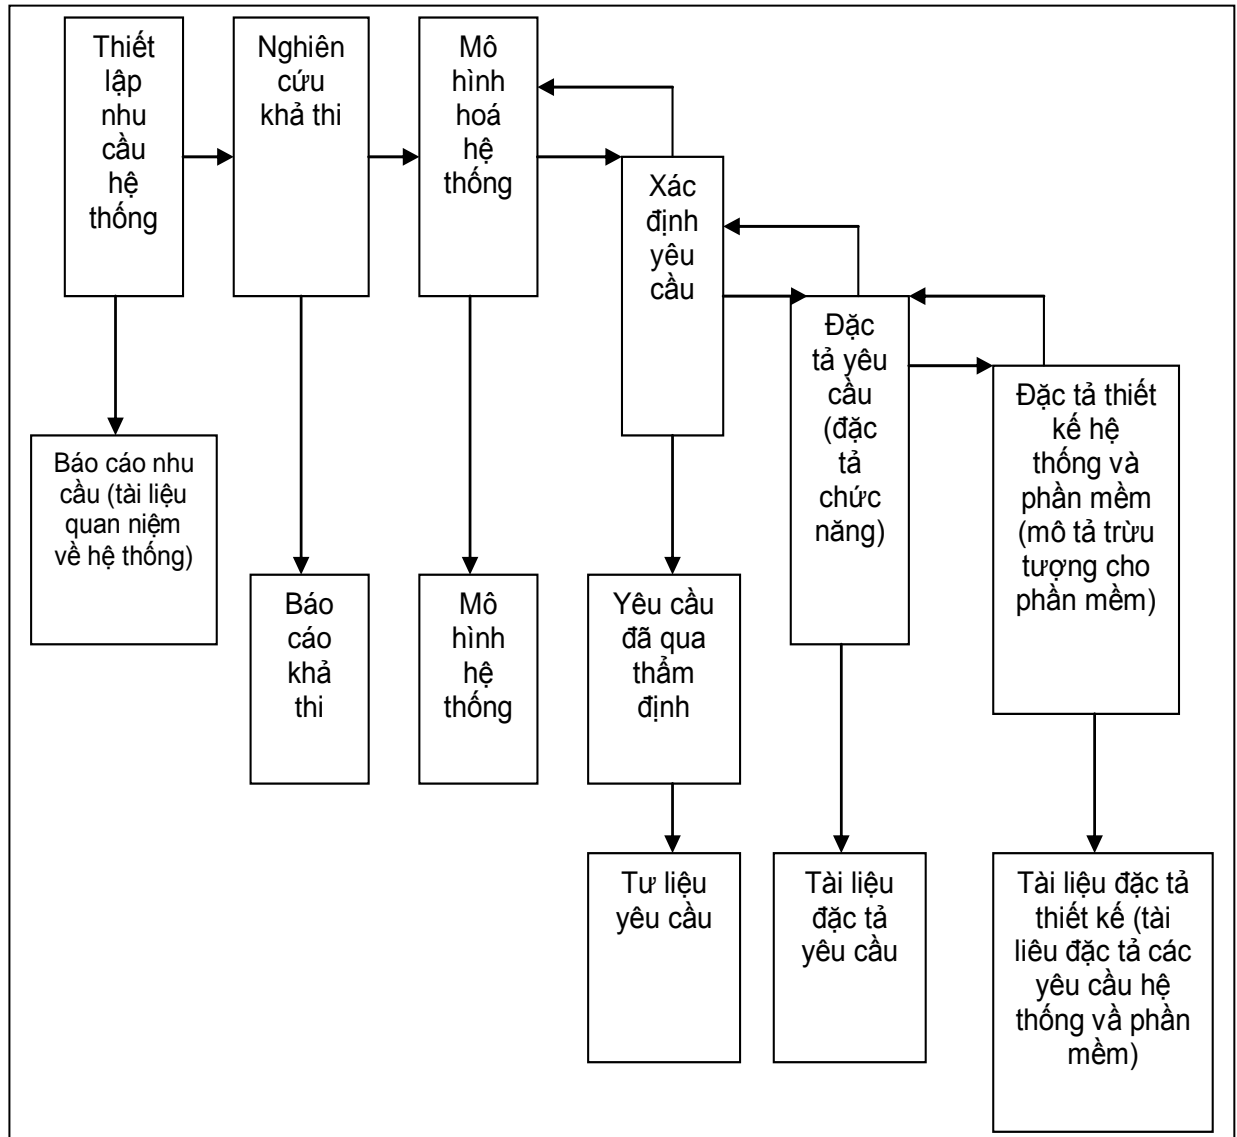 Thiết
lập
nhu
cầu
hệ
thống
Nghiên
cứu
khả thi
Mô
hình
hoá
hệ
thống
Xác
định
yêu
cầu
Đặc
tả yêu
cầu
(đặc
tả
chức
năng)
Đặc tả thiết
kế hệ
thống và
phần mềm
(mô tả trừu
tượng cho
phần mềm)
Báo cáo nhu
cầu (tài liệu
quan niệm
về hệ thống)
Báo
cáo
khả
thi
Mô
hình
hệ
thống
Yêu cầu
đã qua
thẩm
định
Tư liệu
yêu cầu
Tài liệu
đặc tả
yêu cầu
Tài liệu đặc tả
thiết kế (tài
liêu đặc tả các
yêu cầu hệ
thống vầ phần
mềm)